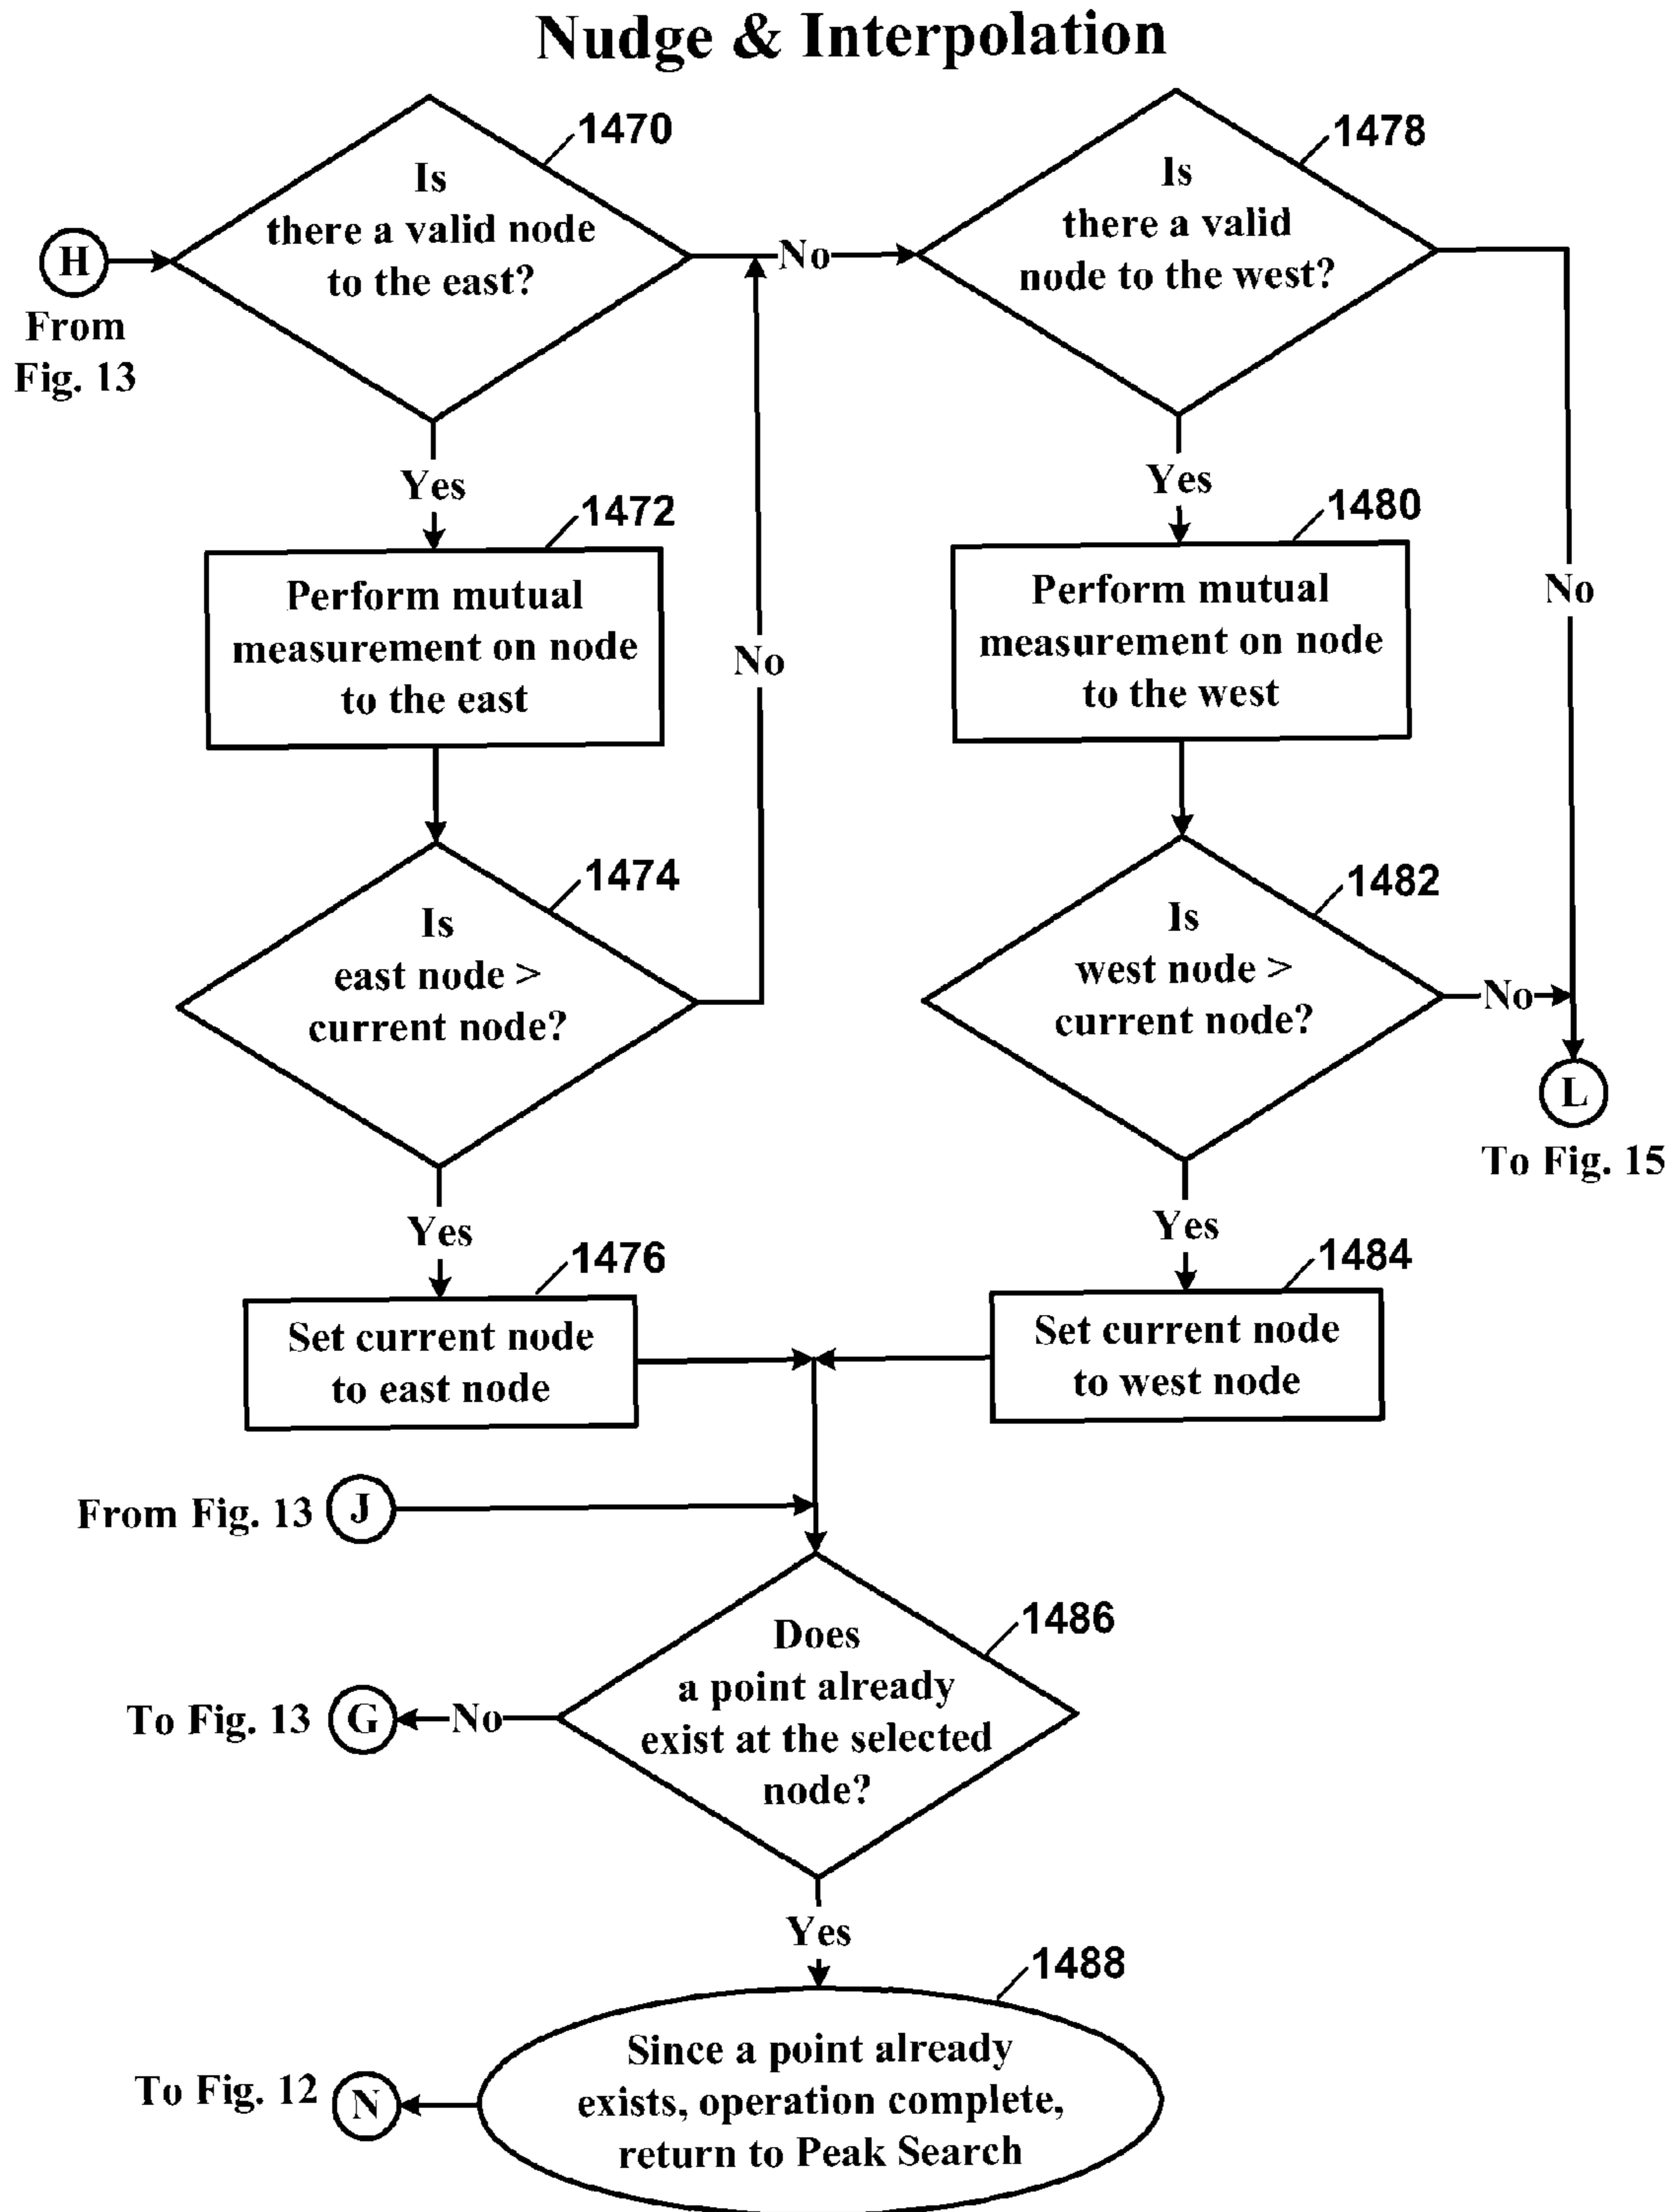 Nudge & Interpolation
1470
Is
there a valid node
to the east?
H
From
Fig. 13
No
1478
Is
there a valid
node to the west?
Yes
1472
Perform mutual
measurement on node
to the east
No
Yes
1480
Perform mutual
measurement on node
to the west
No
1474
Is
east node >
current node?
1482
Is
west node >
current node?
No
L
To Fig. 15
Yes
1476
Set current node
to east node
Yes
1484
Set current node
to west node
From Fig. 13
J
1486
Does
a point already
exist at the selected
node?
To Fig. 13
G
No
Yes
1488
Since a point already
exists, operation complete,
return to Peak Search
To Fig. 12
N